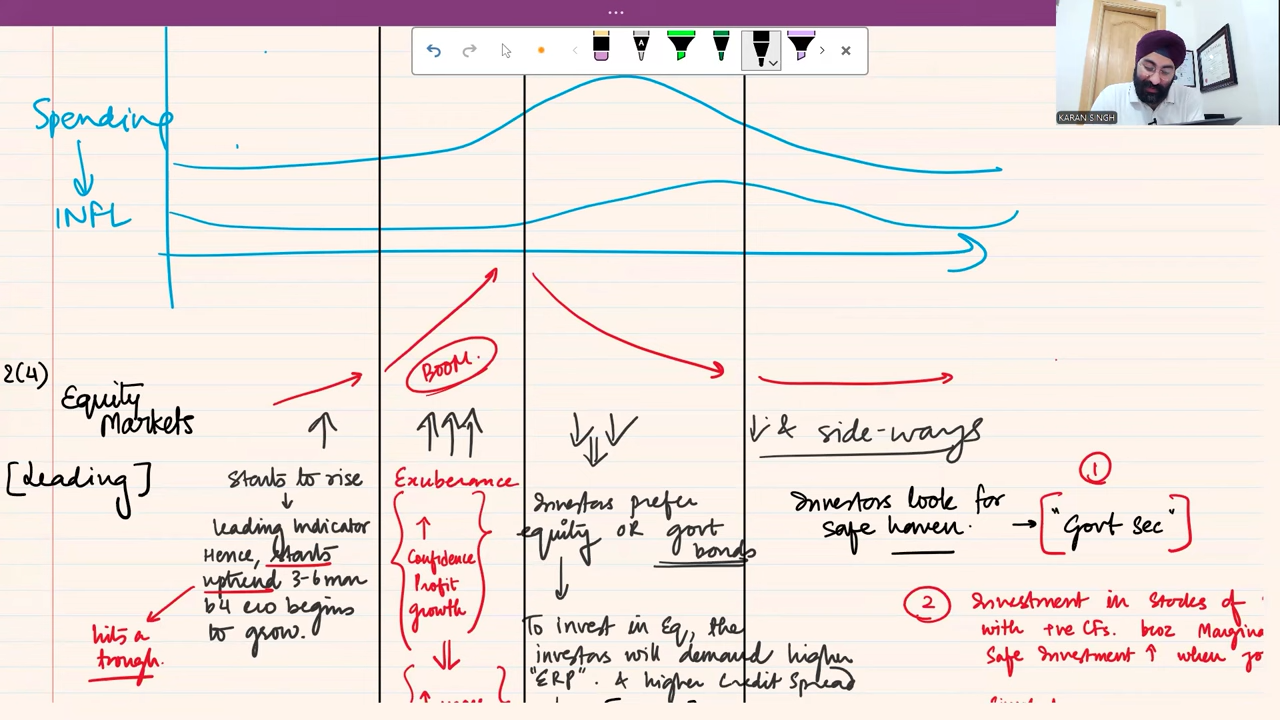 KARAN SINGH
Spending
INFL
2(4)
Equity
Markets
[Leading]
BOOM.
starts to rise
Leading Indicator
Hence, starts
uptrend 3-6 mon
b4 eco begins
to grow.
hits a
trough.
Exuberance
↑
Confidence
Profit
growth
Investors prefer
equity OR govt
bonds
To invest in Eq, the
investors will demand higher
"ERP". & higher Credit Spread
↓ & side-ways
Investors look for
safe haven. → ["Govt Sec"]
1
2 Investment in Stocks of
with +ve CFs. bcoz Margina
Safe Investment ↑ when